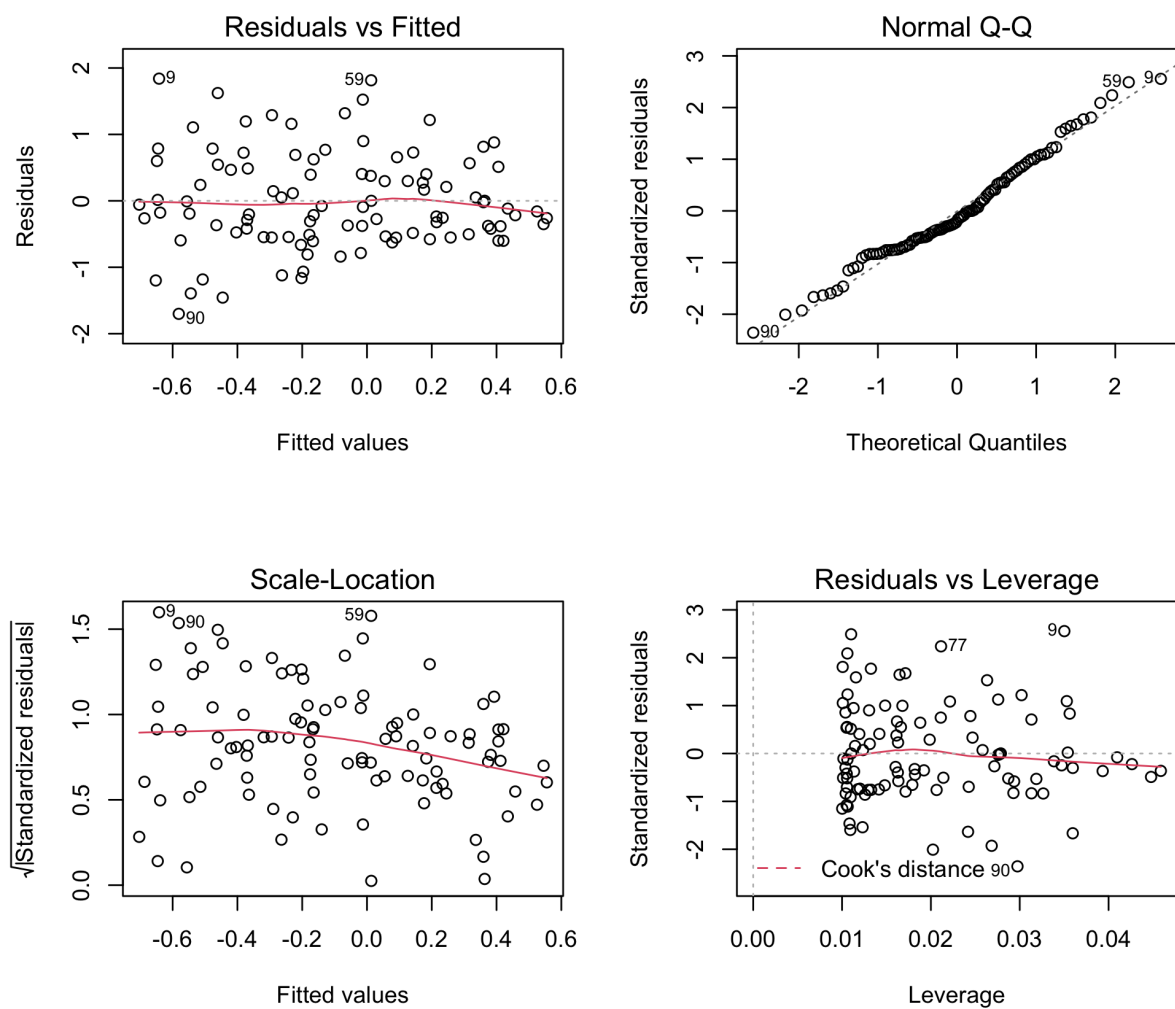 Residuals vs Fitted
Residuals
2
1
0
-1
-2
9
59
90
-0.6 -0.4 -0.2 0.0 0.2 0.4 0.6
Fitted values
Normal Q-Q
Standardized residuals
3
2
1
0
-1
-2
59
9
90
-2 -1 0 1 2
Theoretical Quantiles
Scale-Location
√|Standardized residuals|
1.5
1.0
0.5
0.0
9
90
59
-0.6 -0.4 -0.2 0.0 0.2 0.4 0.6
Fitted values
Residuals vs Leverage
Standardized residuals
3
2
1
0
-1
-2
77
9
Cook's distance
90
0.00 0.01 0.02 0.03 0.04
Leverage